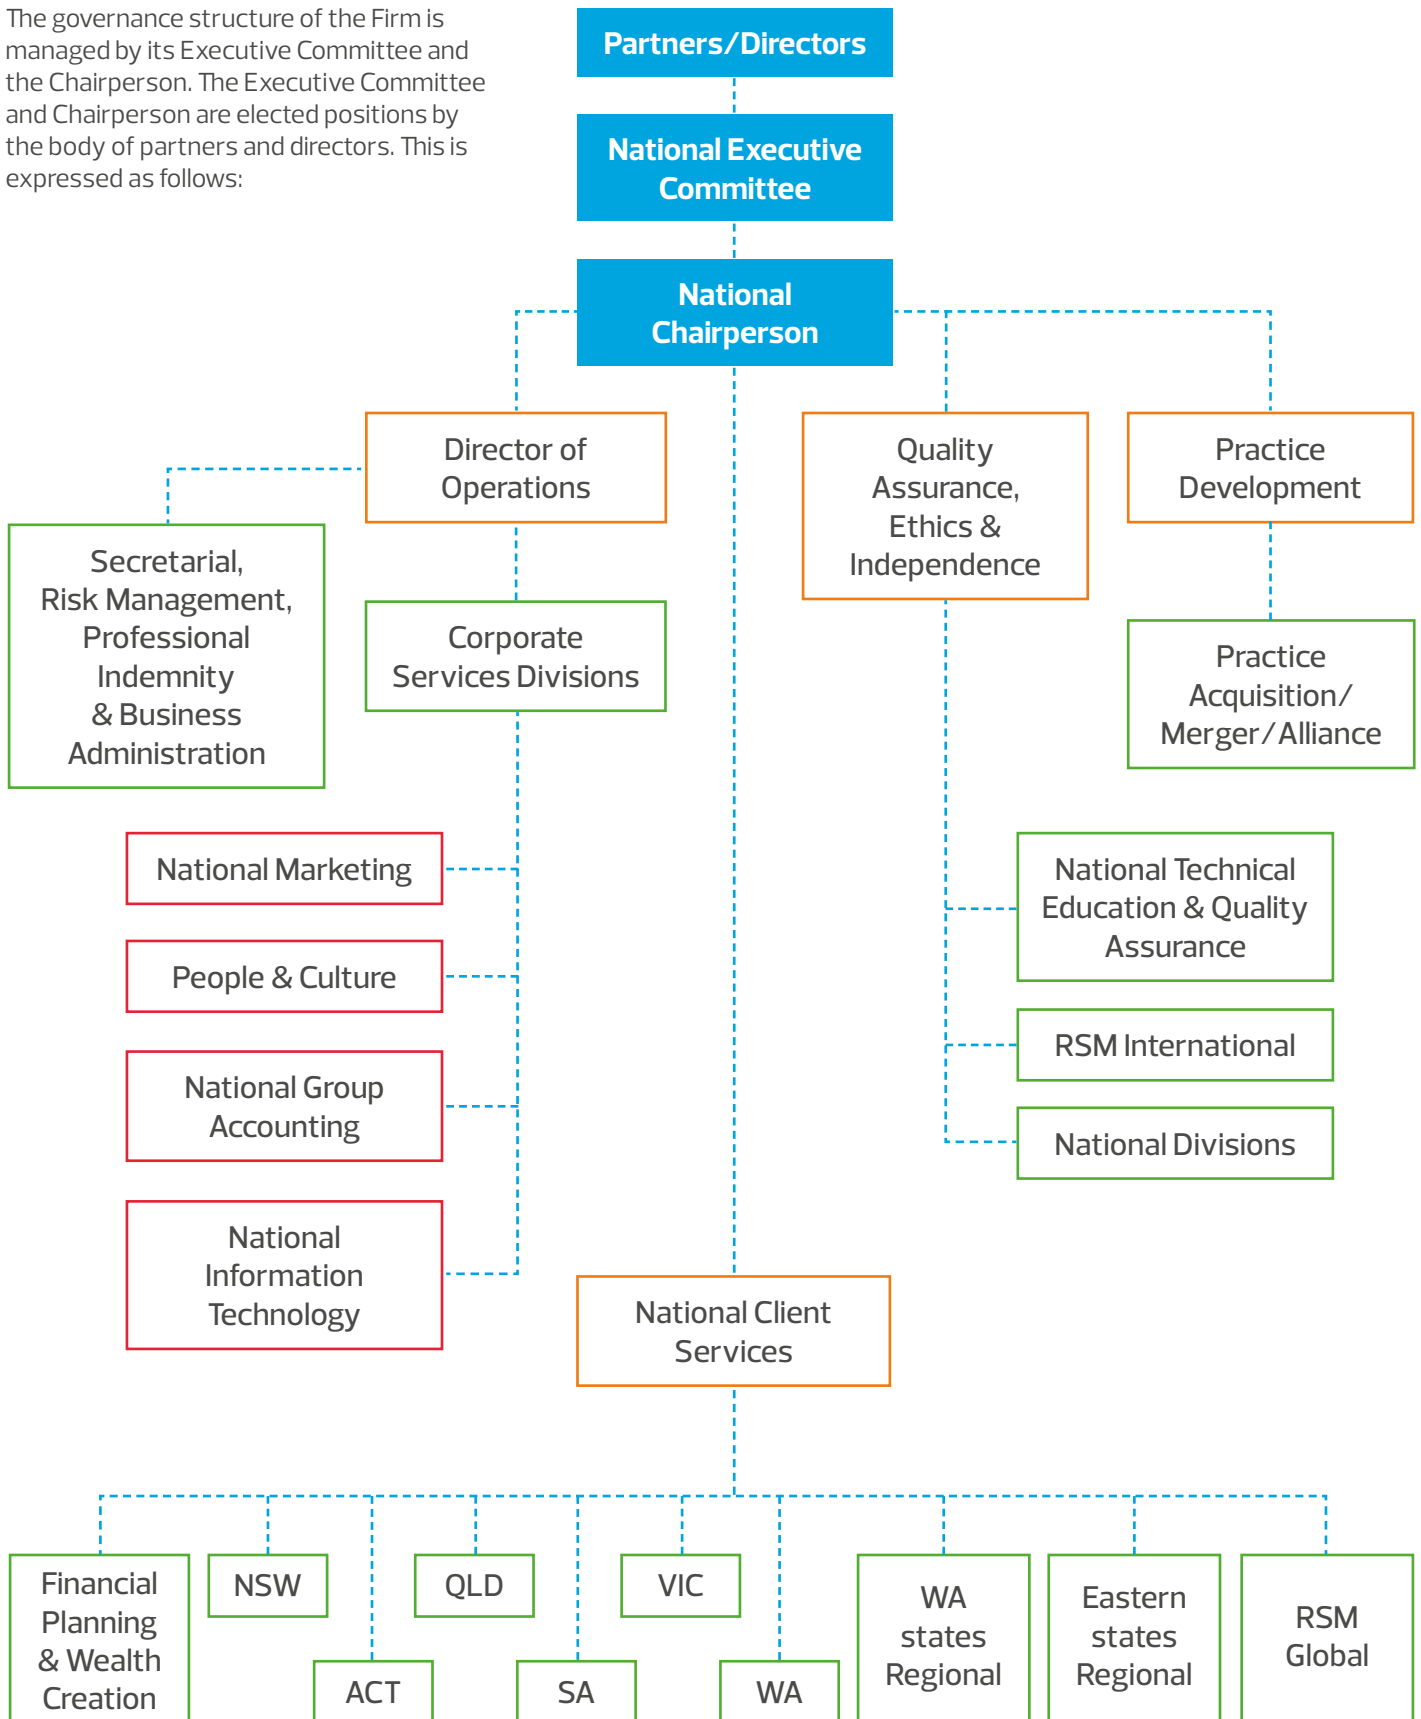 The governance structure of the Firm is
managed by its Executive Committee and
the Chairperson. The Executive Committee
and Chairperson are elected positions by
the body of partners and directors. This is
expressed as follows:
Partners/Directors
National Executive
Committee
National
Chairperson
Director of
Operations
Quality
Assurance,
Ethics &
Independence
Practice
Development
Secretarial,
Risk Management,
Professional
Indemnity
& Business
Administration
Corporate
Services Divisions
Practice
Acquisition/
Merger/Alliance
National Marketing
People & Culture
National Group
Accounting
National
Information
Technology
National Technical
Education & Quality
Assurance
RSM International
National Divisions
National Client
Services
Financial
Planning
& Wealth
Creation
NSW
ACT
QLD
SA
VIC
WA
WA
states
Regional
Eastern
states
Regional
RSM
Global